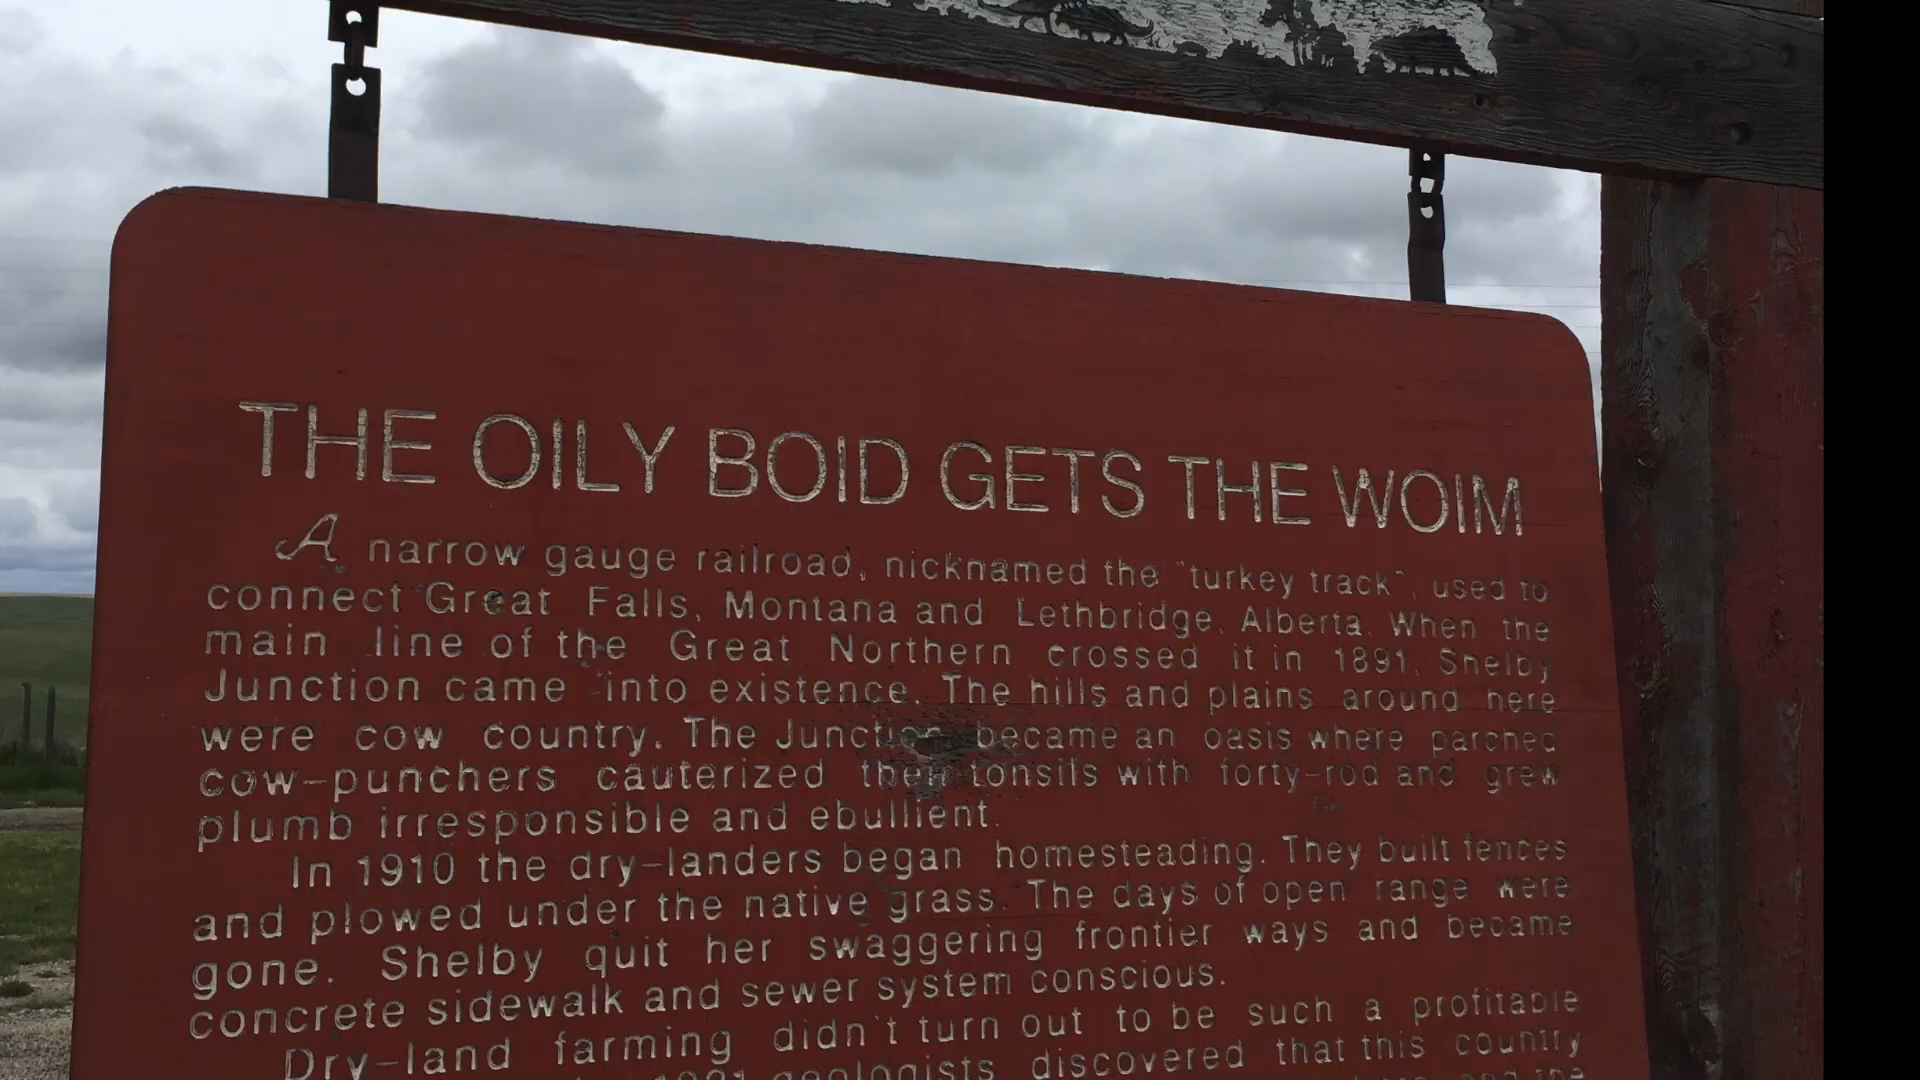 THE OILY BOID GETS THE WOIM
A narrow gauge railroad, nicknamed the "turkey track", used to
connect Great Falls, Montana and Lethbridge, Alberta. When the
main line of the Great Northern crossed it in 1891, Shelby
Junction came into existence. The hills and plains around here
were cow country. The Junction became an oasis where parched
cow-punchers cauterized their tonsils with forty-rod and grew
plumb irresponsible and ebullient.
In 1910 the dry-landers began homesteading. They built fences
and plowed under the native grass. The days of open range were
gone. Shelby quit her swaggering frontier ways and became
concrete sidewalk and sewer system conscious.
Dry-land farming didn't turn out to be such a profitable
geologists discovered that this country